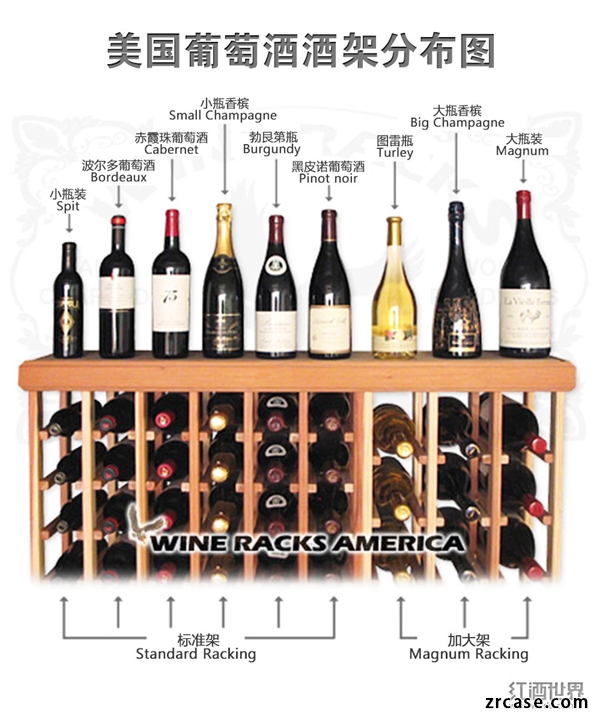 美国葡萄酒酒架分布图
小瓶装
Spit
波尔多葡萄酒
Bordeaux
赤霞珠葡萄酒
Cabernet
小瓶香槟
Small Champagne
勃艮第瓶
Burgundy
黑皮诺葡萄酒
Pinot noir
图雷瓶
Turley
大瓶香槟
Big Champagne
大瓶装
Magnum
75
La Vieille Ferme
WINE RACKS AMERICA
标准架
Standard Racking
加大架
Magnum Racking
红酒世界
zrcase.com